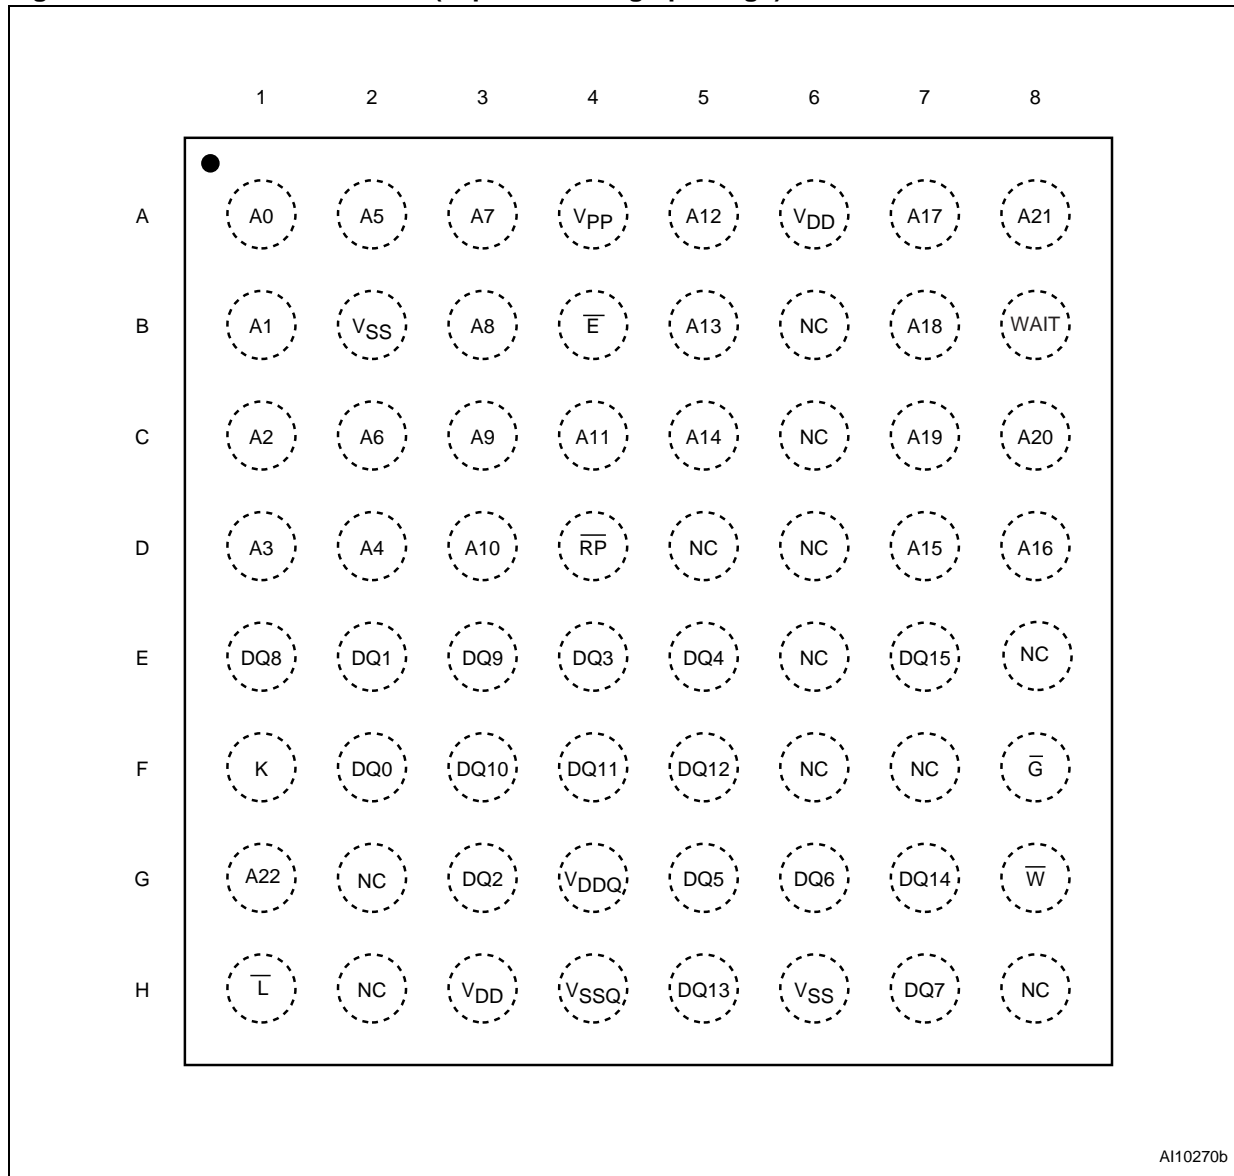 1 2 3 4 5 6 7 8
A A0 A5 A7 VPP A12 VDD A17 A21
B A1 VSS A8 E̅ A13 NC A18 WAIT
C A2 A6 A9 A11 A14 NC A19 A20
D A3 A4 A10 R̅P̅ NC NC A15 A16
E DQ8 DQ1 DQ9 DQ3 DQ4 NC DQ15 NC
F K DQ0 DQ10 DQ11 DQ12 NC NC G̅
G A22 NC DQ2 VDDQ DQ5 DQ6 DQ14 W̅
H L̅ NC VDD VSSQ DQ13 VSS DQ7 NC
AI10270b